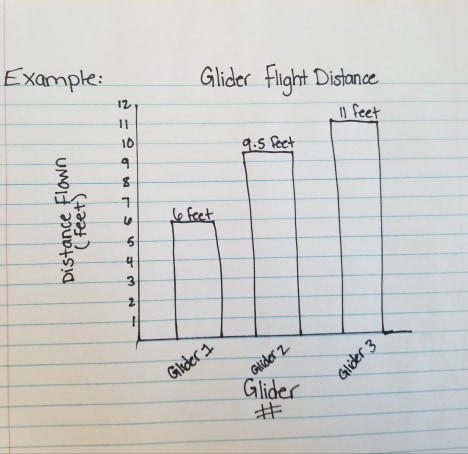 Example:
Glider Flight Distance
Distance Flown
(feet)
12
11
10
9
8
7
6
5
4
3
2
1
6 feet
9.5 feet
11 feet
Glider 1
Glider 2
Glider 3
Glider
#